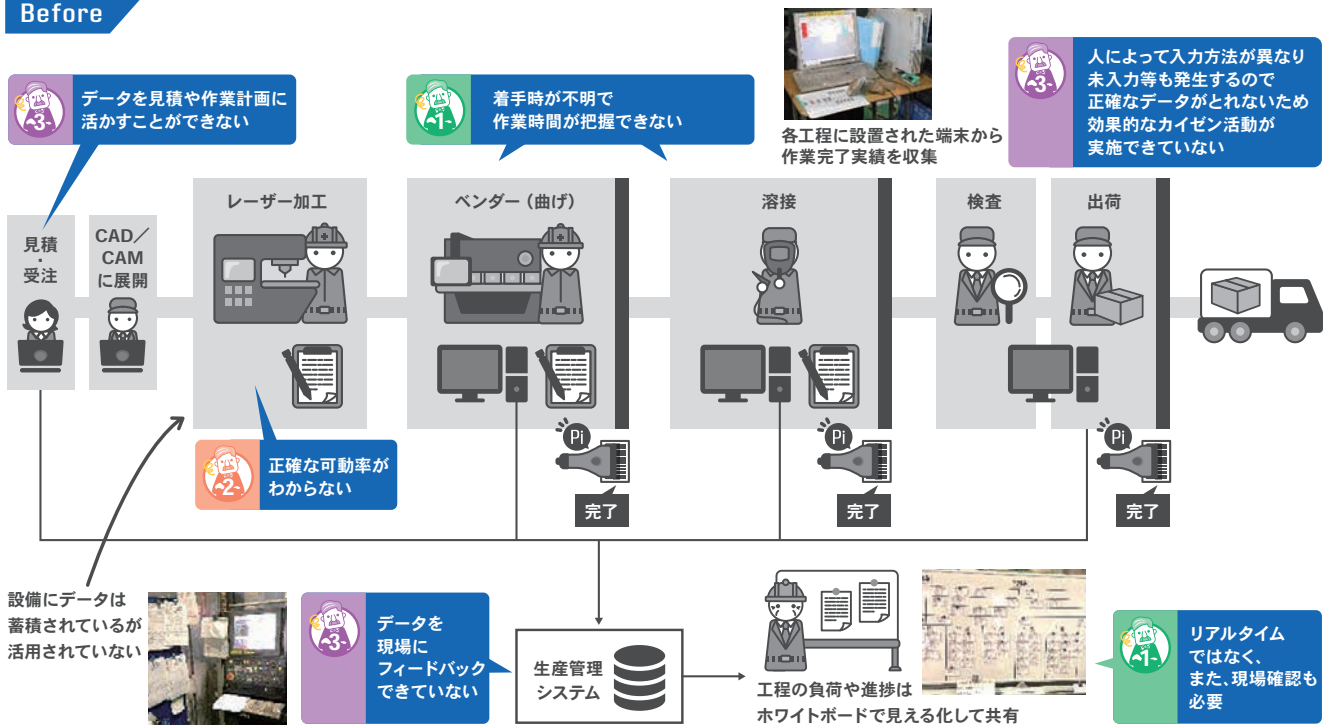 Before
~3~
データを見積や作業計画に
活かすことができない
~1~
着手時が不明で
作業時間が把握できない
各工程に設置された端末から
作業完了実績を収集
~3~
人によって入力方法が異なり
未入力等も発生するので
正確なデータがとれないため
効果的なカイゼン活動が
実施できていない
見積
・
受注
CAD／
CAM
に展開
レーザー加工
ベンダー（曲げ）
溶接
検査
出荷
~2~
正確な可動率が
わからない
Pi
完了
Pi
完了
Pi
完了
設備にデータは
蓄積されているが
活用されていない
~3~
データを
現場に
フィードバック
できていない
生産管理
システム
工程の負荷や進捗は
ホワイトボードで見える化して共有
~1~
リアルタイム
ではなく、
また、現場確認も
必要